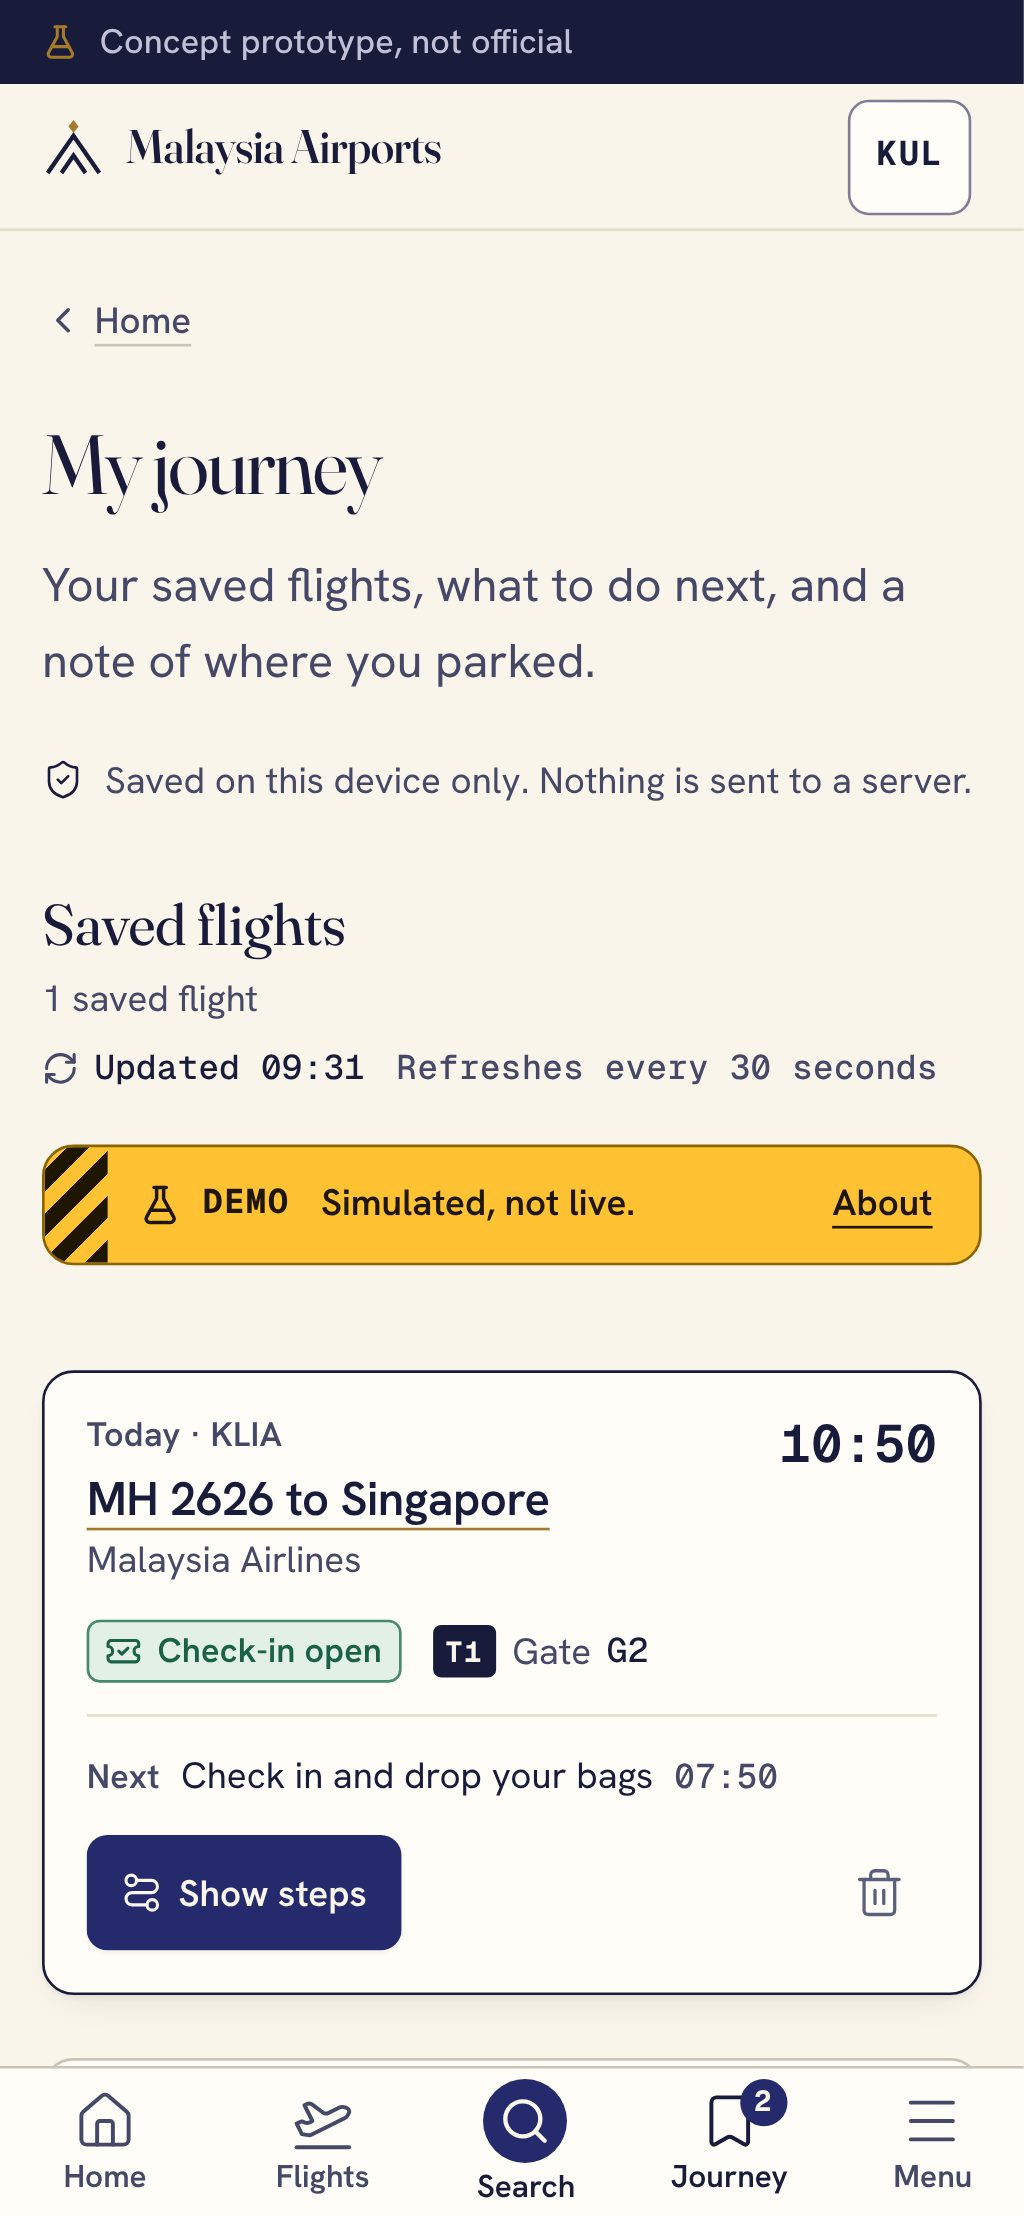 Concept prototype, not official
Malaysia Airports
KUL
Home
My journey
Your saved flights, what to do next, and a
note of where you parked.
Saved on this device only. Nothing is sent to a server.
Saved flights
1 saved flight
Updated 09:31 Refreshes every 30 seconds
DEMO Simulated, not live. About
Today · KLIA
10:50
MH 2626 to Singapore
Malaysia Airlines
Check-in open T1 Gate G2
Next Check in and drop your bags 07:50
Show steps
2
Home Flights Search Journey Menu